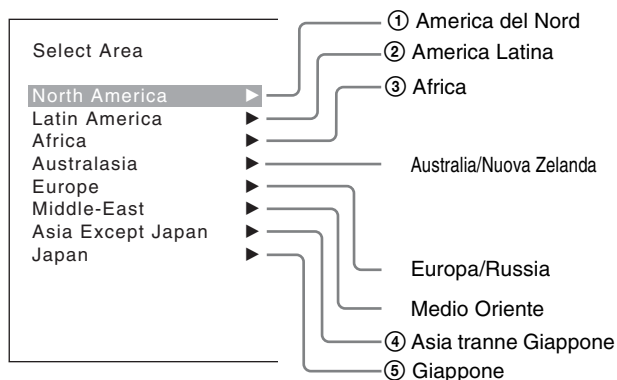 Select Area
North America ▶
Latin America ▶
Africa ▶
Australasia ▶
Europe ▶
Middle-East ▶
Asia Except Japan ▶
Japan ▶
① America del Nord
② America Latina
③ Africa
Australia/Nuova Zelanda
Europa/Russia
Medio Oriente
④ Asia tranne Giappone
⑤ Giappone